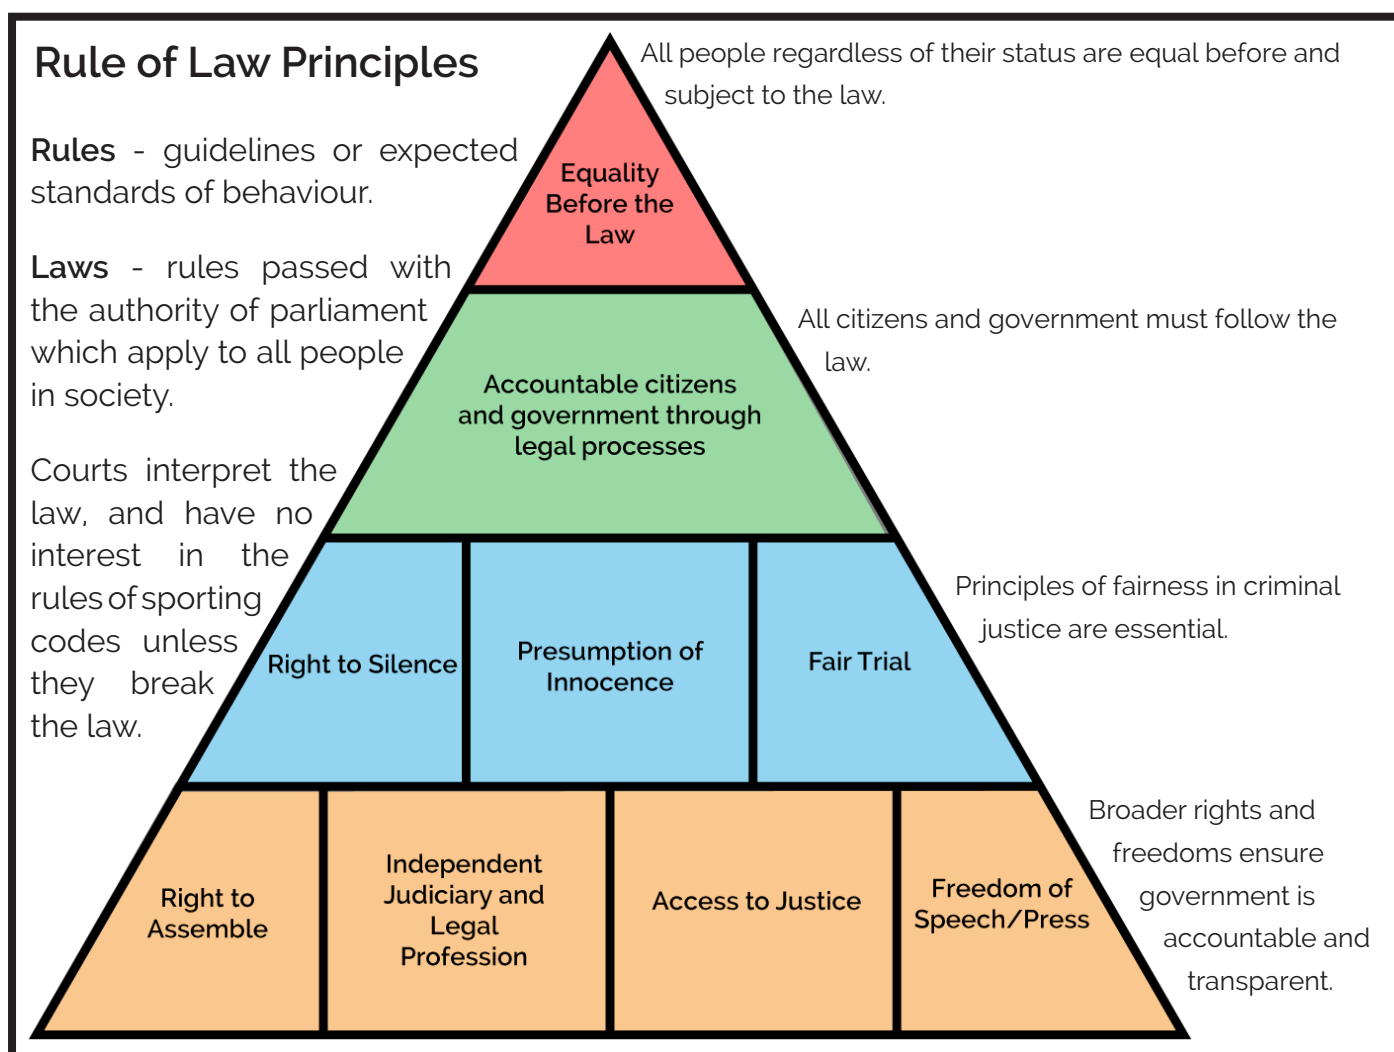 Rule of Law Principles
Rules - guidelines or expected
standards of behaviour.
Laws - rules passed with
the authority of parliament
which apply to all people
in society.
Courts interpret the
law, and have no
interest in the
rules of sporting
codes unless
they break
the law.
All people regardless of their status are equal before and
subject to the law.
Equality
Before the
Law
All citizens and government must follow the
law.
Accountable citizens
and government through
legal processes
Principles of fairness in criminal
justice are essential.
Right to Silence
Presumption of
Innocence
Fair Trial
Broader rights and
freedoms ensure
government is
accountable and
transparent.
Right to
Assemble
Independent
Judiciary and
Legal
Profession
Access to Justice
Freedom of
Speech/Press